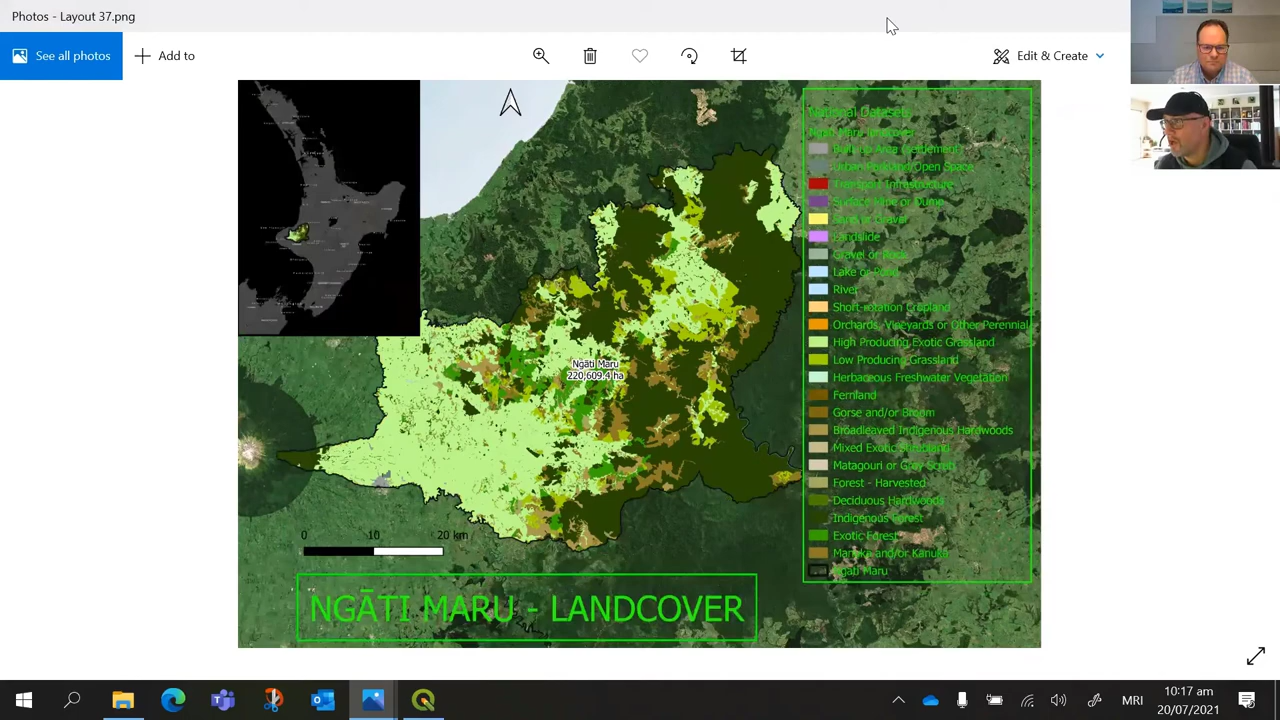 Photos - Layout 37.png
See all photos
Add to
Edit & Create
National Datasets
Ngāti Maru landcover
Built-up Area (settlement)
Urban Parkland/Open Space
Transport Infrastructure
Surface Mine or Dump
Sand or Gravel
Landslide
Gravel or Rock
Lake or Pond
River
Short-rotation Cropland
Orchards, Vineyards or Other Perennial
High Producing Exotic Grassland
Low Producing Grassland
Herbaceous Freshwater Vegetation
Fernland
Gorse and/or Broom
Broadleaved Indigenous Hardwoods
Mixed Exotic Shrubland
Matagouri or Grey Scrub
Forest - Harvested
Deciduous Hardwoods
Indigenous Forest
Exotic Forest
Manuka and/or Kanuka
Ngāti Maru
Ngāti Maru
220,609.4 ha
0 10 20 km
NGĀTI MARU - LANDCOVER
MRI
10:17 am
20/07/2021